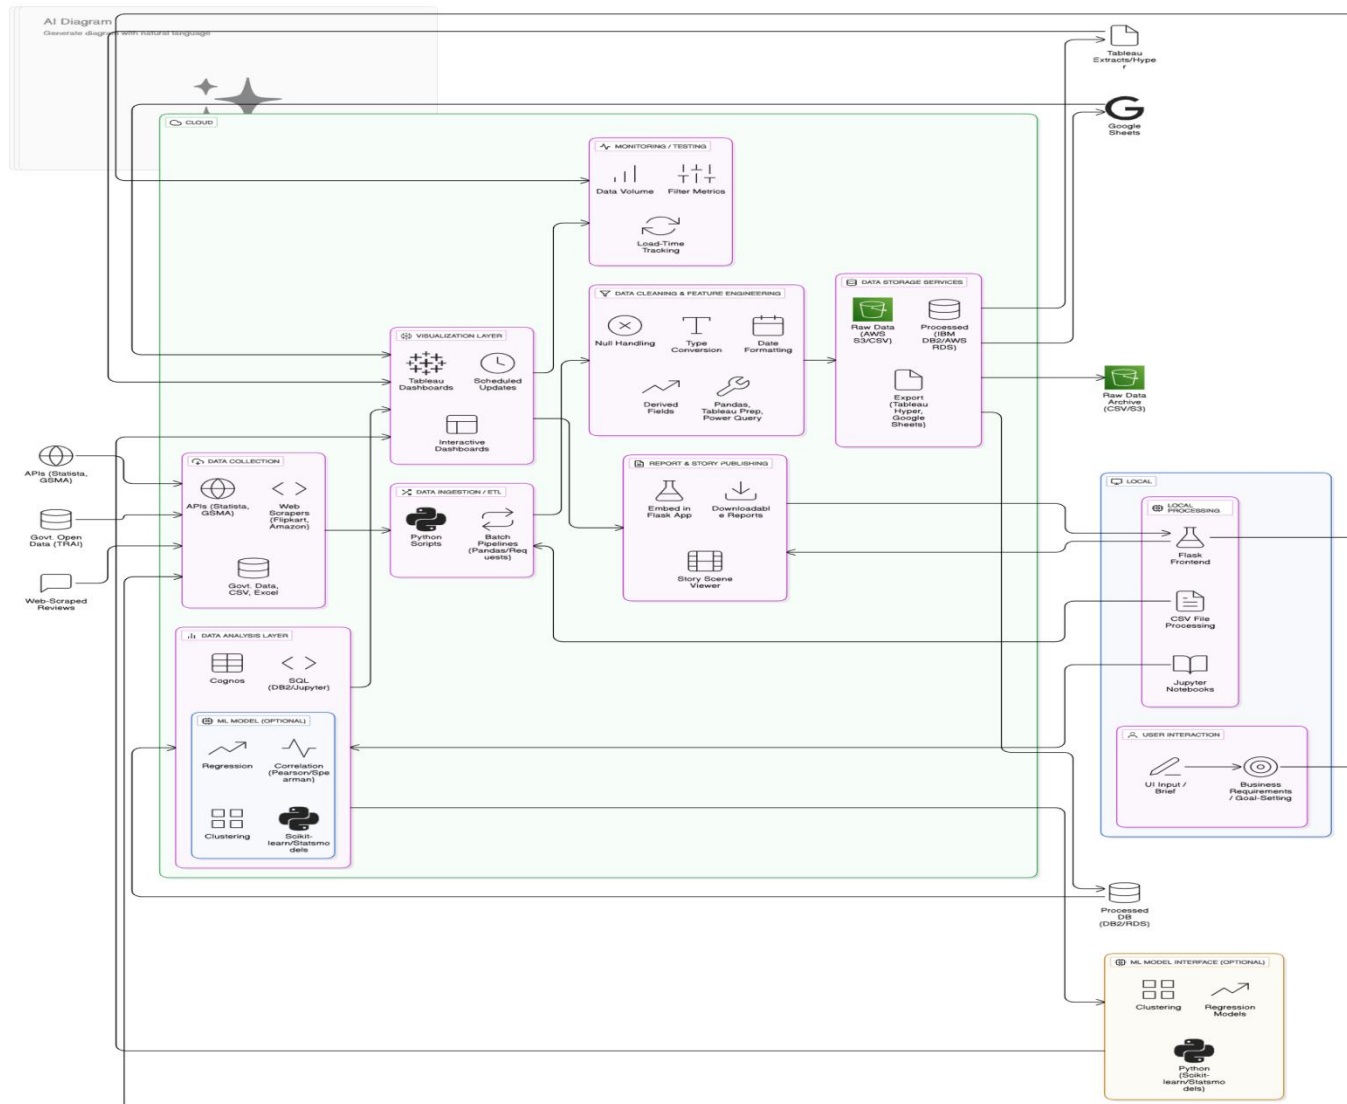 AI Diagram
Generate diagram with natural language
Tableau
Extracts/Hype
r
Google
Sheets
CLOUD
MONITORING / TESTING
Data Volume
Filter Metrics
Load-Time
Tracking
DATA CLEANING & FEATURE ENGINEERING
Null Handling
Type
Conversion
Date
Formatting
Derived
Fields
Pandas,
Tableau Prep,
Power Query
DATA STORAGE SERVICES
Raw Data
(AWS
S3/CSV)
Processed
(IBM
DB2/AWS
RDS)
Export
(Tableau
Hyper,
Google
Sheets)
VISUALIZATION LAYER
Tableau
Dashboards
Scheduled
Updates
Interactive
Dashboards
Raw Data
Archive
(CSV/S3)
APIs (Statista,
GSMA)
Govt. Open
Data (TRAI)
Web-Scraped
Reviews
DATA COLLECTION
APIs (Statista,
GSMA)
Web
Scrapers
(Flipkart,
Amazon)
Govt. Data,
CSV, Excel
DATA INGESTION / ETL
Python
Scripts
Batch
Pipelines
(Pandas/Req
uests)
REPORT & STORY PUBLISHING
Embed in
Flask App
Downloadabl
e Reports
Story Scene
Viewer
LOCAL
LOCAL
PROCESSING
Flask
Frontend
CSV File
Processing
Jupyter
Notebooks
USER INTERACTION
UI Input /
Brief
Business
Requirements
/ Goal-Setting
DATA ANALYSIS LAYER
Cognos
SQL
(DB2/Jupyter)
ML MODEL (OPTIONAL)
Regression
Correlation
(Pearson/Spe
arman)
Clustering
Scikit-
learn/Statsmo
dels
Processed
DB
(DB2/RDS)
ML MODEL INTERFACE (OPTIONAL)
Clustering
Regression
Models
Python
(Scikit-
learn/Statsmo
dels)